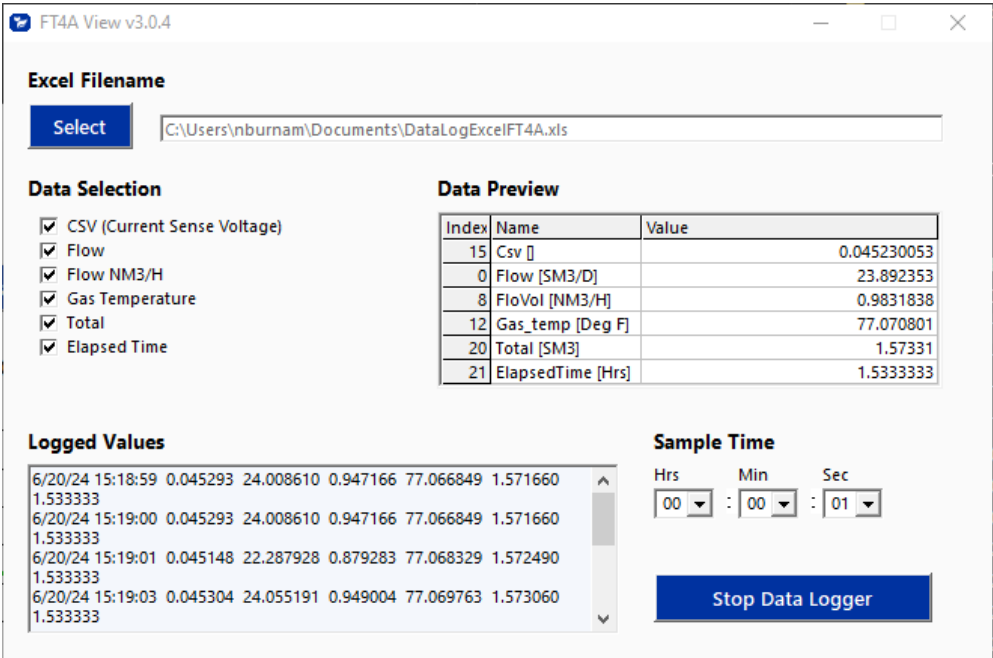 FT4A View v3.0.4
Excel Filename
Select
C:\Users\nburnam\Documents\DataLogExcelFT4A.xls
Data Selection
CSV (Current Sense Voltage)
Flow
Flow NM3/H
Gas Temperature
Total
Elapsed Time
Data Preview
Index Name Value
15 Csv [] 0.045230053
0 Flow [SM3/D] 23.892353
8 FloVol [NM3/H] 0.9831838
12 Gas_temp [Deg F] 77.070801
20 Total [SM3] 1.57331
21 ElapsedTime [Hrs] 1.5333333
Logged Values
6/20/24 15:18:59 0.045293 24.008610 0.947166 77.066849 1.571660
1.533333
6/20/24 15:19:00 0.045293 24.008610 0.947166 77.066849 1.571660
1.533333
6/20/24 15:19:01 0.045148 22.287928 0.879283 77.068329 1.572490
1.533333
6/20/24 15:19:03 0.045304 24.055191 0.949004 77.069763 1.573060
1.533333
Sample Time
Hrs Min Sec
00 : 00 : 01
Stop Data Logger